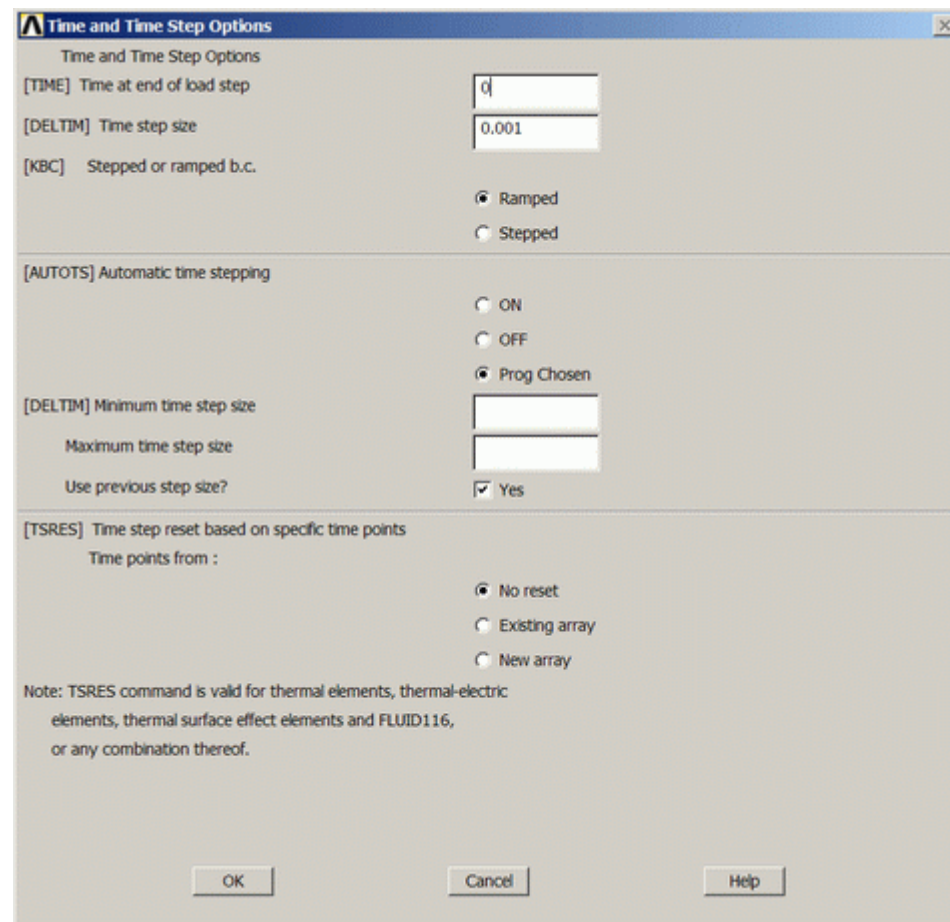 Time and Time Step Options
Time and Time Step Options
[TIME] Time at end of load step
0
[DELTIM] Time step size
0.001
[KBC] Stepped or ramped b.c.
Ramped
Stepped
[AUTOTS] Automatic time stepping
ON
OFF
Prog Chosen
[DELTIM] Minimum time step size
Maximum time step size
Use previous step size?
Yes
[TSRES] Time step reset based on specific time points
Time points from :
No reset
Existing array
New array
Note: TSRES command is valid for thermal elements, thermal-electric
elements, thermal surface effect elements and FLUID116,
or any combination thereof.
OK
Cancel
Help